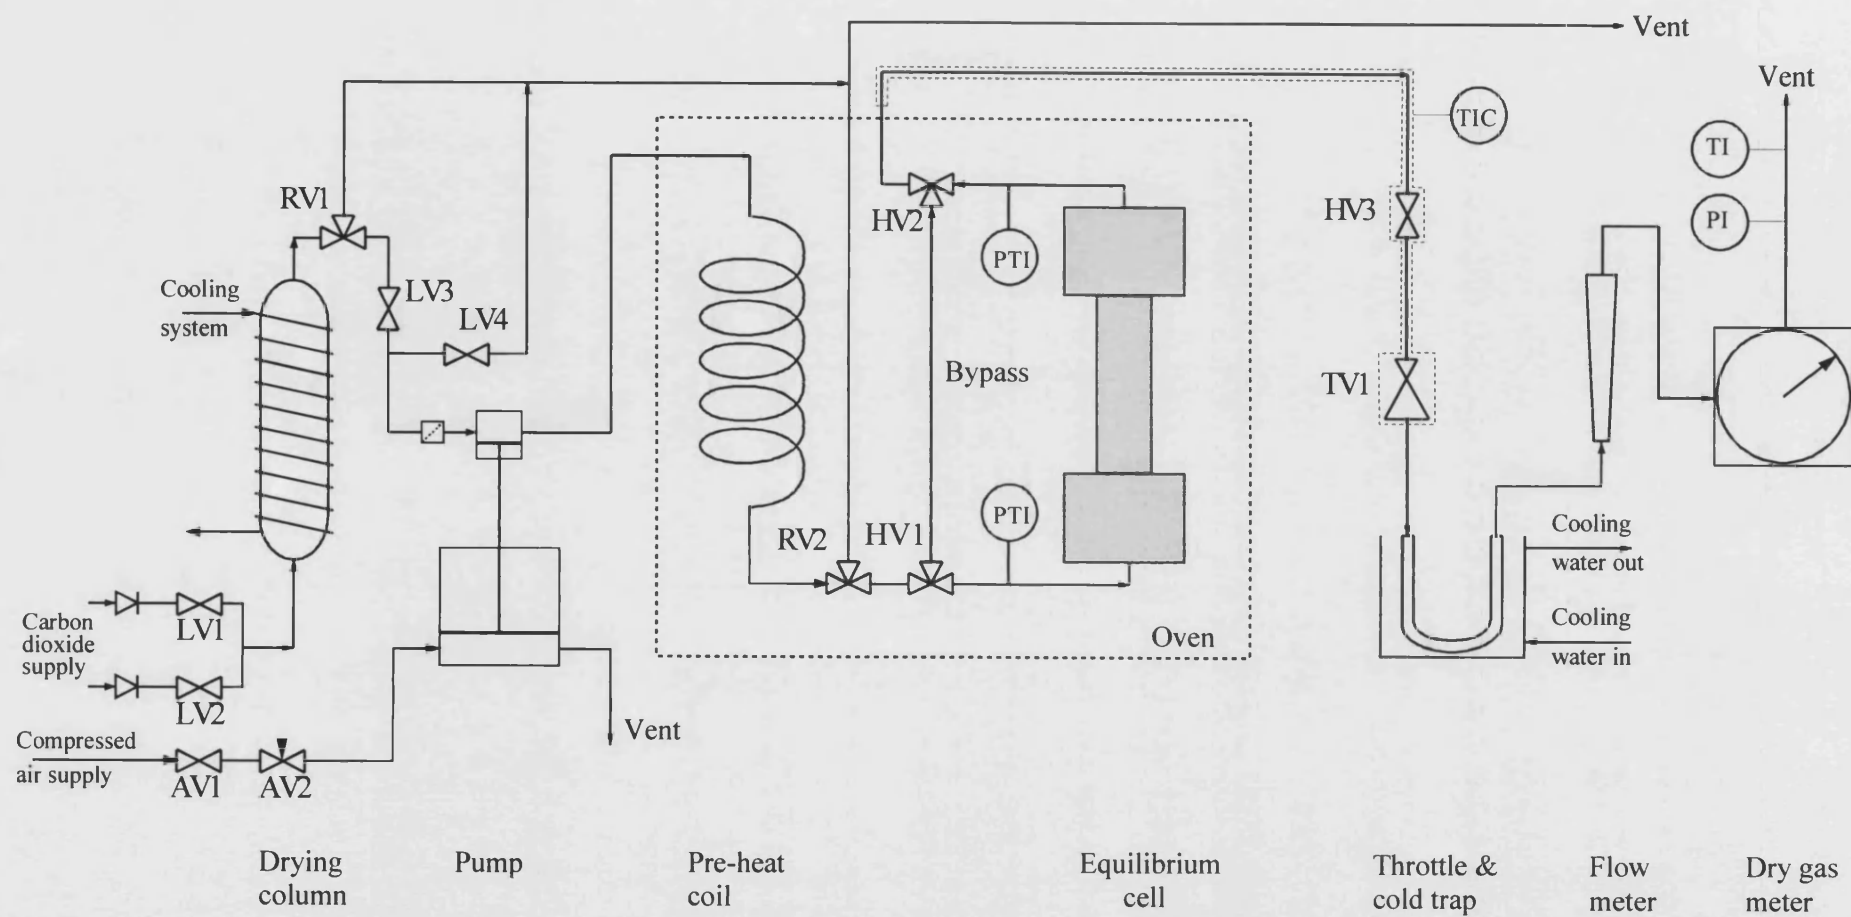 Vent
Vent
TIC
TI
RV1
HV2
HV3
PI
PTI
Cooling
system
LV3
LV4
Bypass
TV1
RV2
HV1
PTI
Cooling
water out
Carbon
dioxide
supply
LV1
Oven
Cooling
water in
LV2
Vent
Compressed
air supply
AV1
AV2
Drying
column
Pump
Pre-heat
coil
Equilibrium
cell
Throttle &
cold trap
Flow
meter
Dry gas
meter